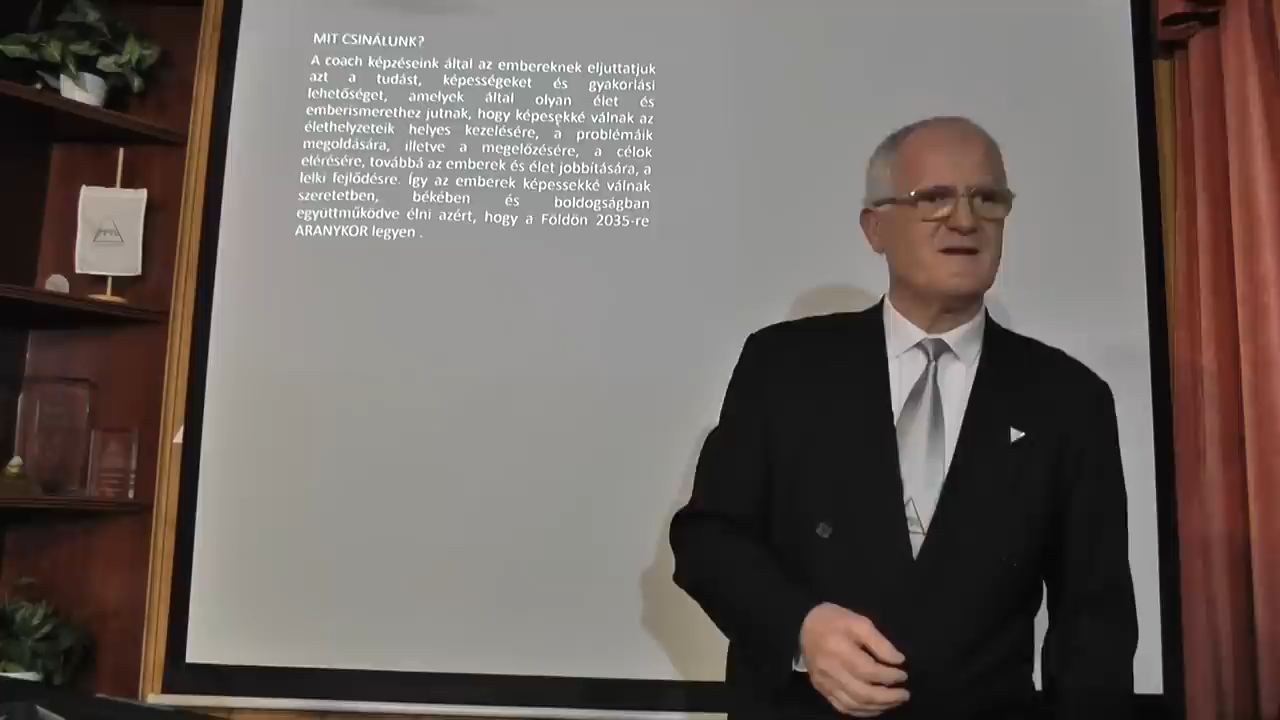 MIT CSINÁLUNK?
A coach képzéseink által az embereknek eljuttatjuk
azt a tudást, képességeket és gyakorlási
lehetőséget, amelyek által olyan élet és
emberismerethez jutnak, hogy képesękké válnak az
élethelyzeteik helyes kezelésére, a problémáik
megoldására, illetve a megelőzésére, a célok
elérésére, továbbá az emberek és élet jobbítására, a
lelki fejlődésre. Így az emberek képessekké válnak
szeretetben, békében és boldogságban
együttműködve élni azért, hogy a Földön 2035-re
ARANYKOR legyen .